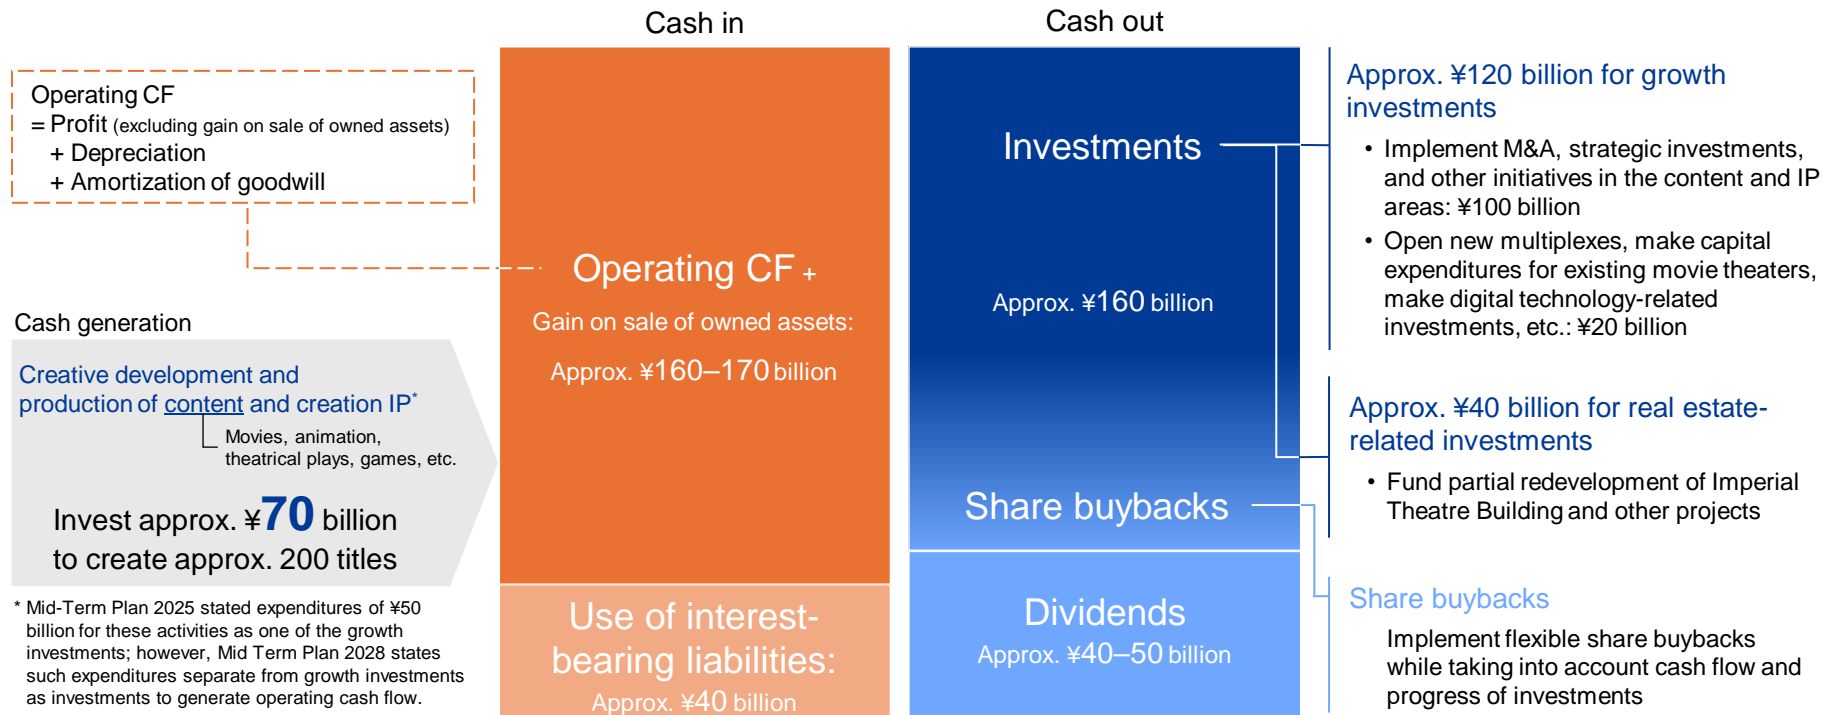 Cash in
Cash out
Operating CF
= Profit (excluding gain on sale of owned assets)
+ Depreciation
+ Amortization of goodwill
Cash generation
Creative development and
production of content and creation IP*
Movies, animation,
theatrical plays, games, etc.
Invest approx. ¥70 billion
to create approx. 200 titles
* Mid-Term Plan 2025 stated expenditures of ¥50
billion for these activities as one of the growth
investments; however, Mid Term Plan 2028 states
such expenditures separate from growth investments
as investments to generate operating cash flow.
Operating CF +
Gain on sale of owned assets:
Approx. ¥160–170 billion
Use of interest-
bearing liabilities:
Approx. ¥40 billion
Investments
Approx. ¥160 billion
Share buybacks
Dividends
Approx. ¥40–50 billion
Approx. ¥120 billion for growth
investments
• Implement M&A, strategic investments,
and other initiatives in the content and IP
areas: ¥100 billion
• Open new multiplexes, make capital
expenditures for existing movie theaters,
make digital technology-related
investments, etc.: ¥20 billion
Approx. ¥40 billion for real estate-
related investments
• Fund partial redevelopment of Imperial
Theatre Building and other projects
Share buybacks
Implement flexible share buybacks
while taking into account cash flow and
progress of investments